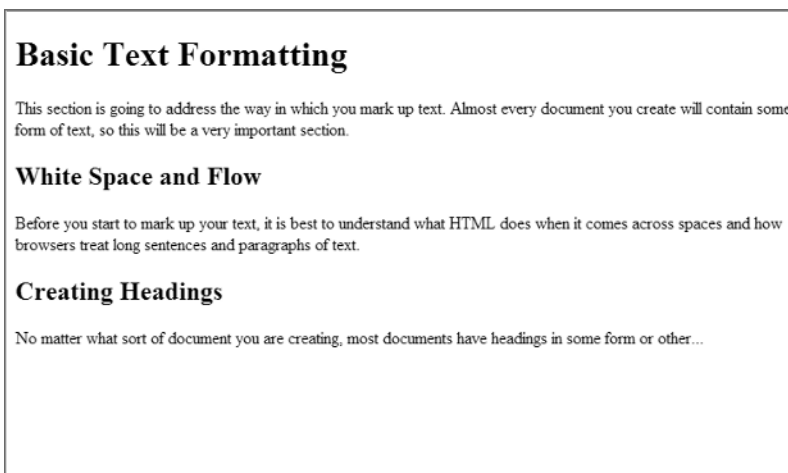 Basic Text Formatting
This section is going to address the way in which you mark up text. Almost every document you create will contain some
form of text, so this will be a very important section.
White Space and Flow
Before you start to mark up your text, it is best to understand what HTML does when it comes across spaces and how
browsers treat long sentences and paragraphs of text.
Creating Headings
No matter what sort of document you are creating, most documents have headings in some form or other...